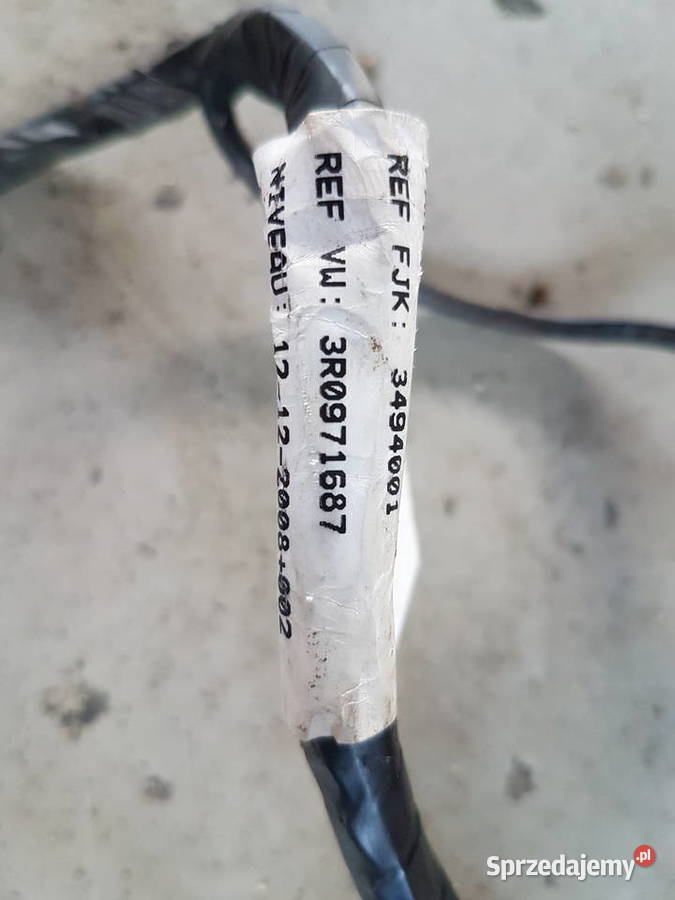 REF FJK: 3494001
REF VW: 3R0971687
NIVEAU: 12-12-2008+002
Sprzedajemy.pl